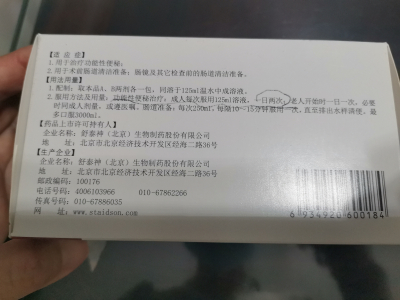 【适应症】
1. 用于治疗功能性便秘;
2. 用于术前肠道清洁准备; 肠镜及其它检查前的肠道清洁准备。
【用法用量】
1. 配制: 取本品A、B两剂各一包, 同溶于125ml温水中成溶液。
2. 服用方法及用量: 功能性便秘治疗: 成人每次服用125ml溶液, 一日两次; 老人开始时一日一次, 必要
时同成人剂量; 或遵医嘱。肠道准备: 每次250ml, 每隔10-15分钟服用一次, 直至排出水样清便。最
多口服3000ml。
【药品上市许可持有人】
企业名称: 舒泰神(北京)生物制药股份有限公司
地 址: 北京市北京经济技术开发区经海二路36号
【生产企业】
企业名称: 舒泰神(北京)生物制药股份有限公司
地 址: 北京市北京经济技术开发区经海二路36号
邮政编码: 100176
电话号码: 4006103966 010-67862266
传真号码: 010-67886035
网 址: www.staidson.com
6 934920 600184